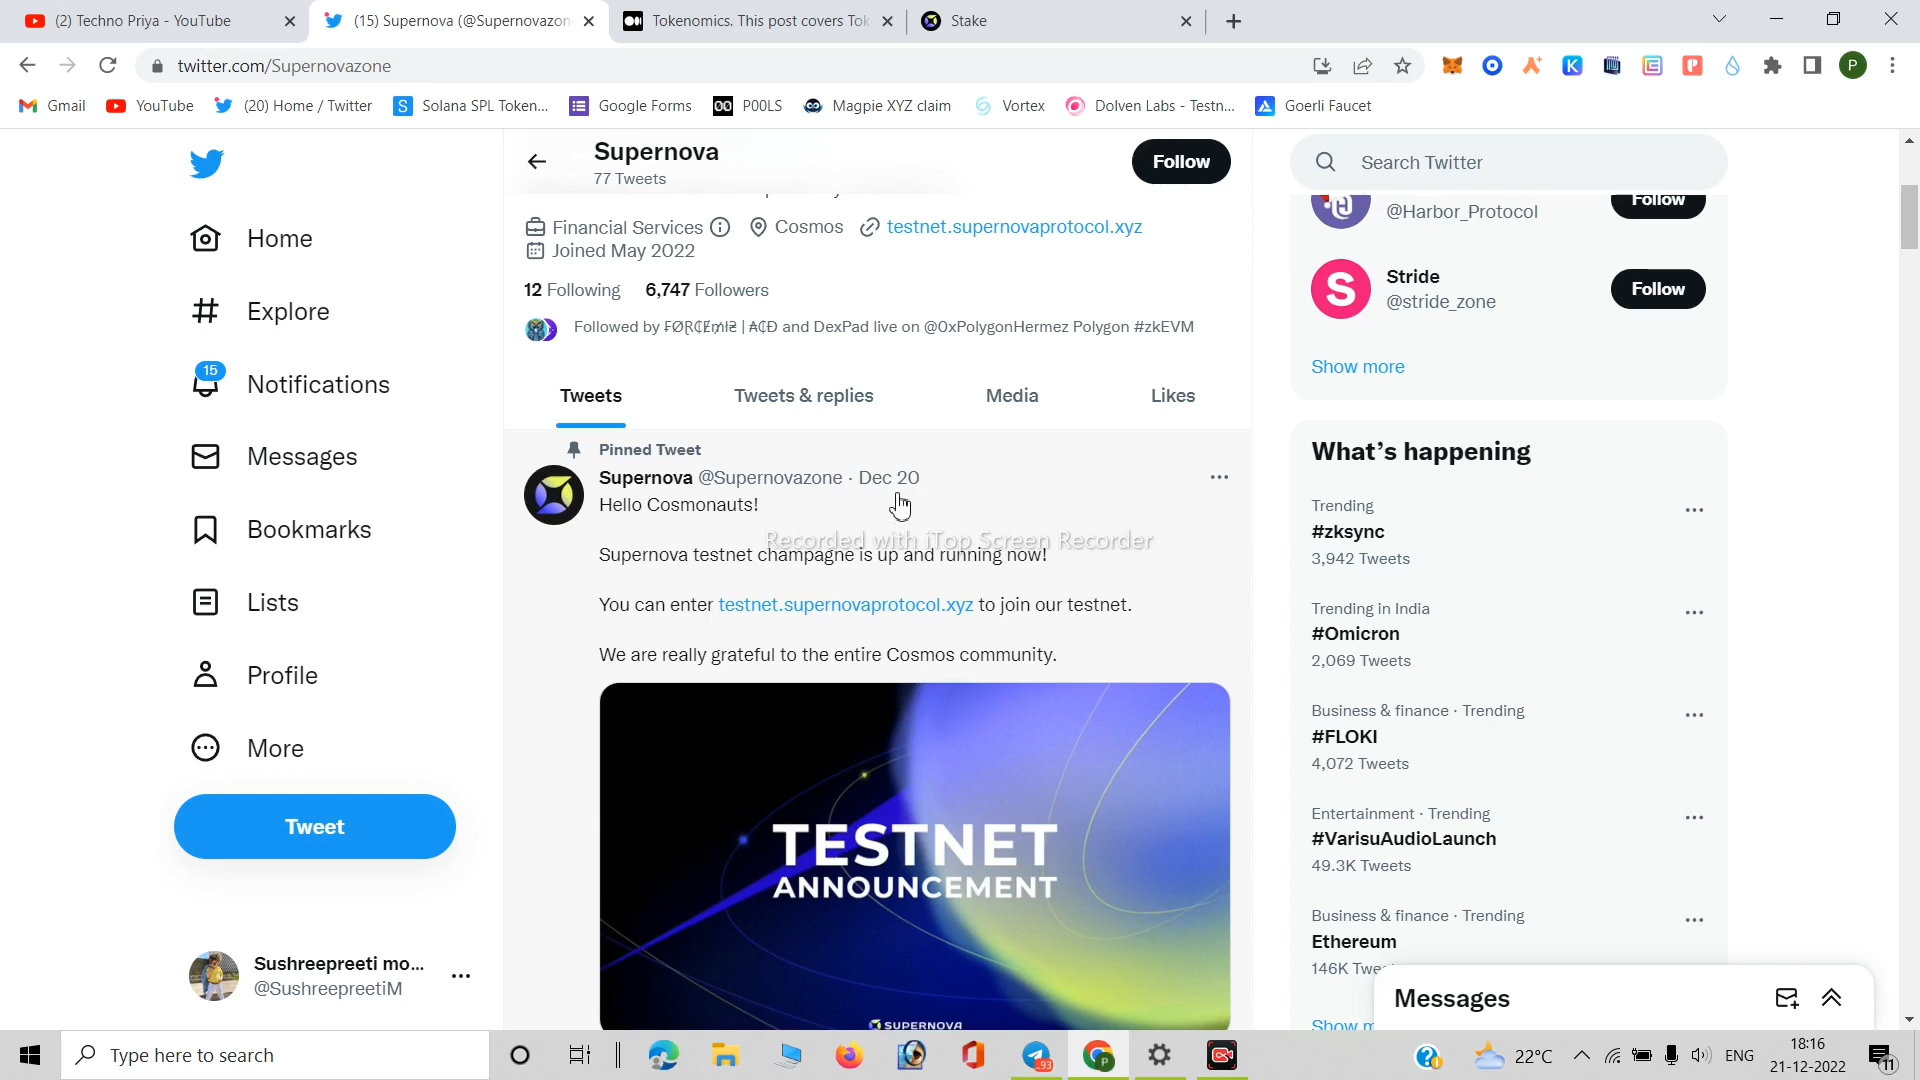 (2) Techno Priya - YouTube
(15) Supernova (@Supernovazon
Tokenomics. This post covers Tok
Stake
twitter.com/Supernovazone
P
Gmail
YouTube
(20) Home / Twitter
Solana SPL Token...
Google Forms
P00LS
Magpie XYZ claim
Vortex
Dolven Labs - Testn...
Goerli Faucet
Home
Explore
15
Notifications
Messages
Bookmarks
Lists
Profile
More
Tweet
Sushreepreeti mo...
@SushreepreetiM
Supernova
77 Tweets
Follow
Financial Services
Cosmos
testnet.supernovaprotocol.xyz
Joined May 2022
12 Following 6,747 Followers
Followed by ₣ØⱤ₵Ɇ₥ł₴ | ₳₵Đ and DexPad live on @0xPolygonHermez Polygon #zkEVM
Tweets
Tweets & replies
Media
Likes
Pinned Tweet
Supernova @Supernovazone · Dec 20
Hello Cosmonauts!
Recorded with iTop Screen Recorder
Supernova testnet champagne is up and running now!
You can enter testnet.supernovaprotocol.xyz to join our testnet.
We are really grateful to the entire Cosmos community.
TESTNET
ANNOUNCEMENT
SUPERNOVA
Search Twitter
@Harbor_Protocol
Follow
Stride
@stride_zone
Follow
Show more
What's happening
Trending
#zksync
3,942 Tweets
Trending in India
#Omicron
2,069 Tweets
Business & finance · Trending
#FLOKI
4,072 Tweets
Entertainment · Trending
#VarisuAudioLaunch
49.3K Tweets
Business & finance · Trending
Ethereum
146K Twe
Show m
Messages
Type here to search
93
22°C
ENG
18:16
21-12-2022
11